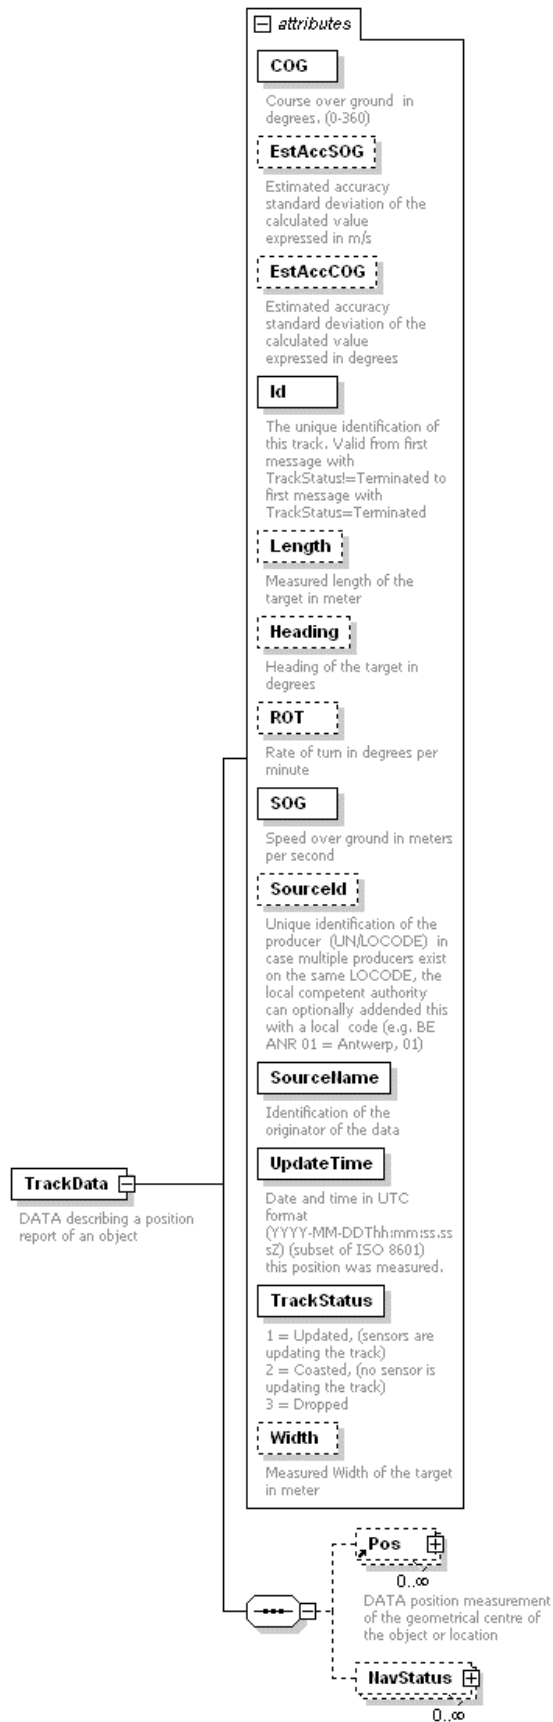 attributes
COG
Course over ground in
degrees. (0-360)
EstAccSOG
Estimated accuracy
standard deviation of the
calculated value
expressed in m/s
EstAccCOG
Estimated accuracy
standard deviation of the
calculated value
expressed in degrees
Id
The unique identification of
this track. Valid from first
message with
TrackStatus!=Terminated to
first message with
TrackStatus=Terminated
Length
Measured length of the
target in meter
Heading
Heading of the target in
degrees
ROT
Rate of turn in degrees per
minute
SOG
Speed over ground in meters
per second
SourceId
Unique identification of the
producer (UN/LOCODE) in
case multiple producers exist
on the same LOCODE, the
local competent authority
can optionally addended this
with a local code (e.g. BE
ANR 01 = Antwerp, 01)
SourceName
Identification of the
originator of the data
UpdateTime
Date and time in UTC
format
(YYYY-MM-DDThh:mm:ss.ss
sZ) (subset of ISO 8601)
this position was measured.
TrackStatus
1 = Updated, (sensors are
updating the track)
2 = Coasted, (no sensor is
updating the track)
3 = Dropped
Width
Measured Width of the target
in meter
TrackData
DATA describing a position
report of an object
Pos
0..∞
DATA position measurement
of the geometrical centre of
the object or location
NavStatus
0..∞